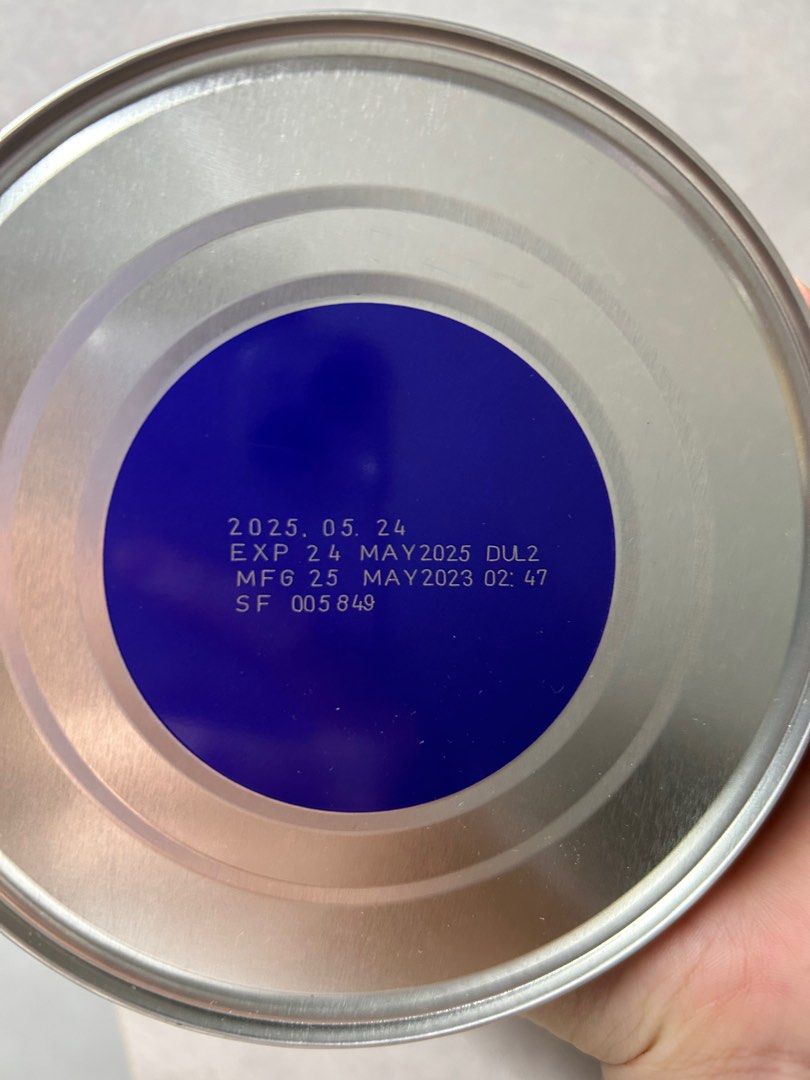 2025. 05. 24
EXP 24 MAY2025 DUL2
MFG 25 MAY2023 02:47
SF 005849